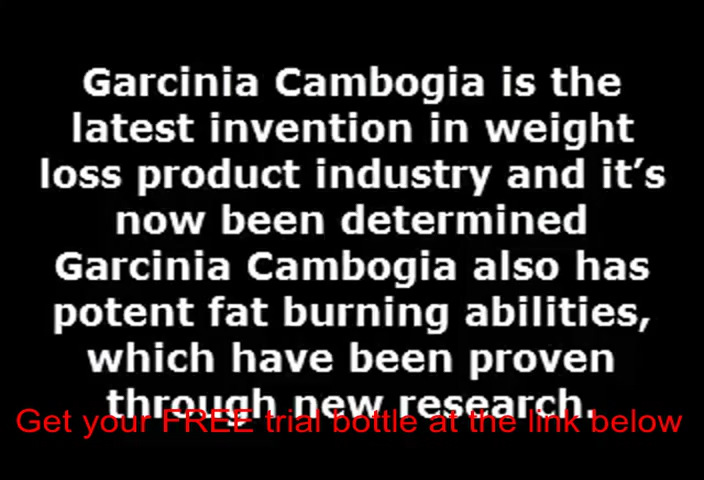 Garcinia Cambogia is the
latest invention in weight
loss product industry and it’s
now been determined
Garcinia Cambogia also has
potent fat burning abilities,
which have been proven
through new research.
Get your FREE trial bottle at the link below